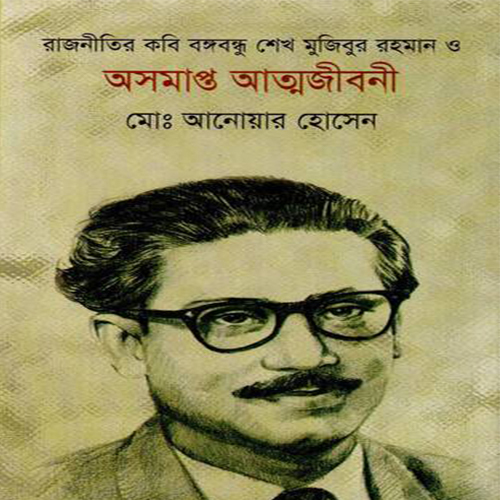 রাজনীতির কবি বঙ্গবন্ধু শেখ মুজিবুর রহমান ও
অসমাপ্ত আত্মজীবনী
মোঃ আনোয়ার হোসেন